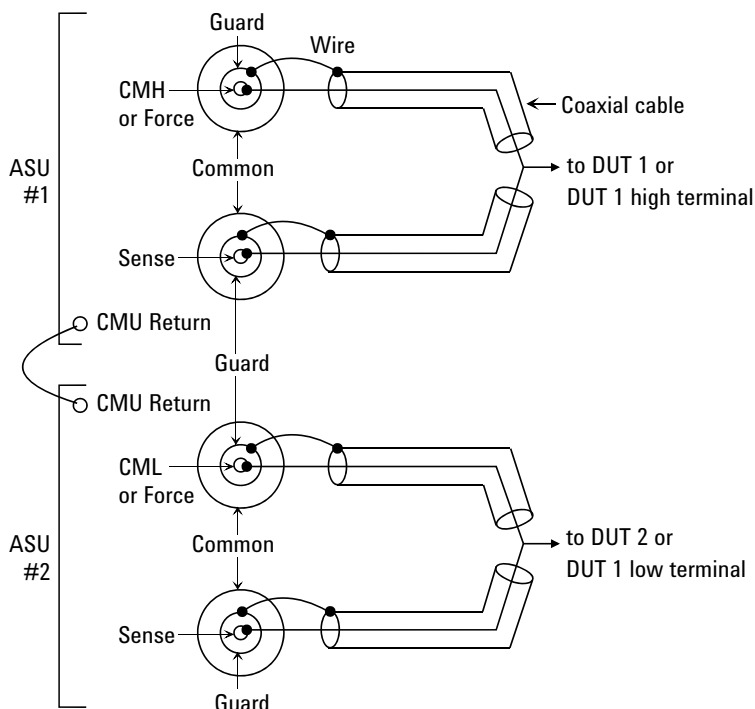 Guard
Wire
CMH
or Force
Coaxial cable
ASU
#1
Common
to DUT 1 or
DUT 1 high terminal
Sense
CMU Return
Guard
CMU Return
CML
or Force
ASU
#2
Common
to DUT 2 or
DUT 1 low terminal
Sense
Guard